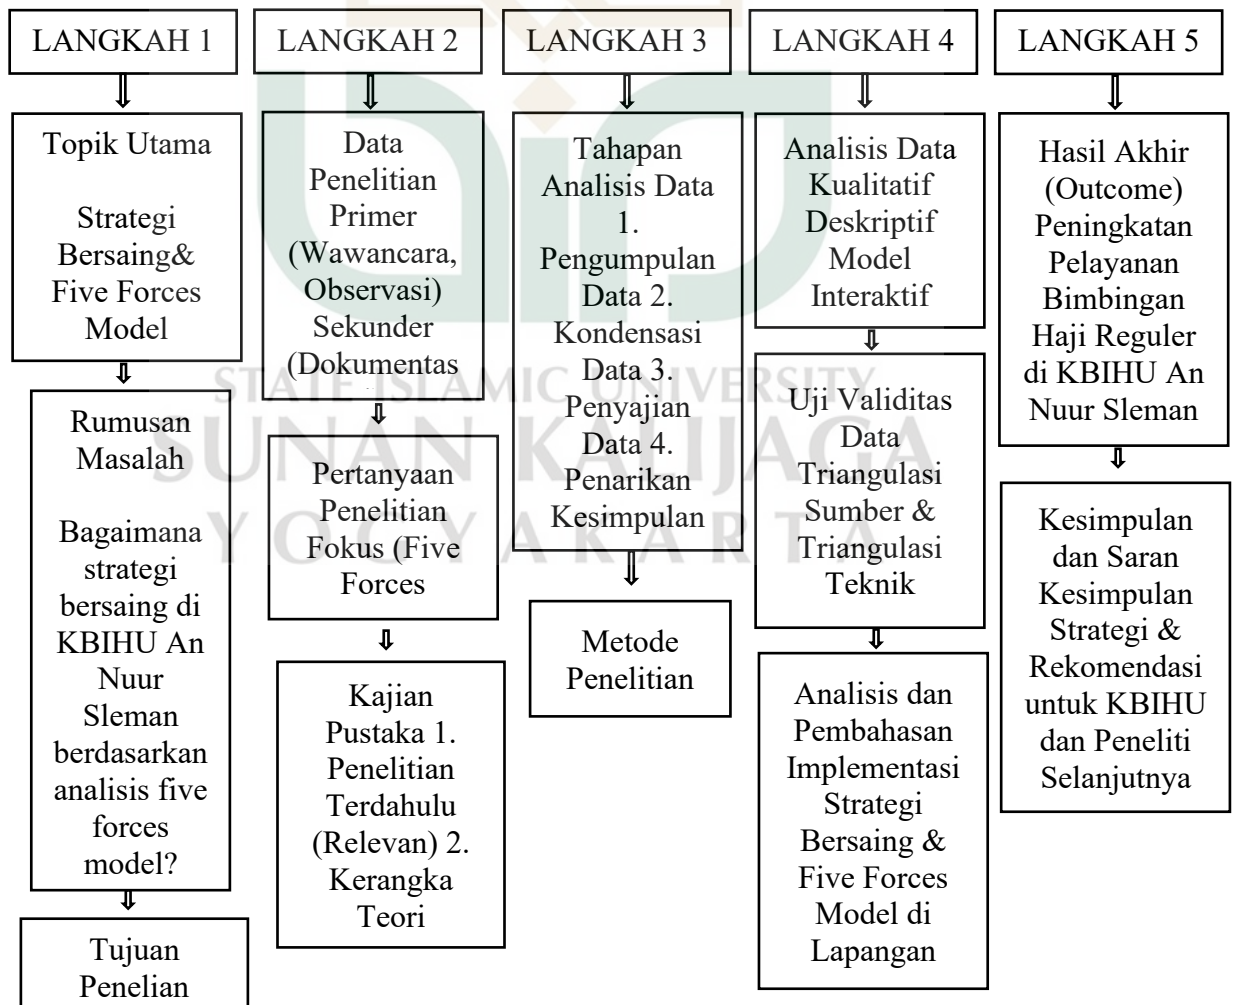 LANGKAH 1
Topik Utama
Strategi
Bersaing&
Five Forces
Model
Rumusan
Masalah
Bagaimana
strategi
bersaing di
KBIHU An
Nuur
Sleman
berdasarkan
analisis five
forces
model?
Tujuan
Penelian
LANGKAH 2
Data
Penelitian
Primer
(Wawancara,
Observasi)
Sekunder
(Dokumentas
Pertanyaan
Penelitian
Fokus (Five
Forces
Kajian
Pustaka 1.
Penelitian
Terdahulu
(Relevan) 2.
Kerangka
Teori
LANGKAH 3
Tahapan
Analisis Data
1.
Pengumpulan
Data 2.
Kondensasi
Data 3.
Penyajian
Data 4.
Penarikan
Kesimpulan
Metode
Penelitian
LANGKAH 4
Analisis Data
Kualitatif
Deskriptif
Model
Interaktif
Uji Validitas
Data
Triangulasi
Sumber &
Triangulasi
Teknik
Analisis dan
Pembahasan
Implementasi
Strategi
Bersaing &
Five Forces
Model di
Lapangan
LANGKAH 5
Hasil Akhir
(Outcome)
Peningkatan
Pelayanan
Bimbingan
Haji Reguler
di KBIHU An
Nuur Sleman
Kesimpulan
dan Saran
Kesimpulan
Strategi &
Rekomendasi
untuk KBIHU
dan Peneliti
Selanjutnya
STATE ISLAMIC UNIVERSITY
SUNAN KALIJAGA
YOGYAKARTA